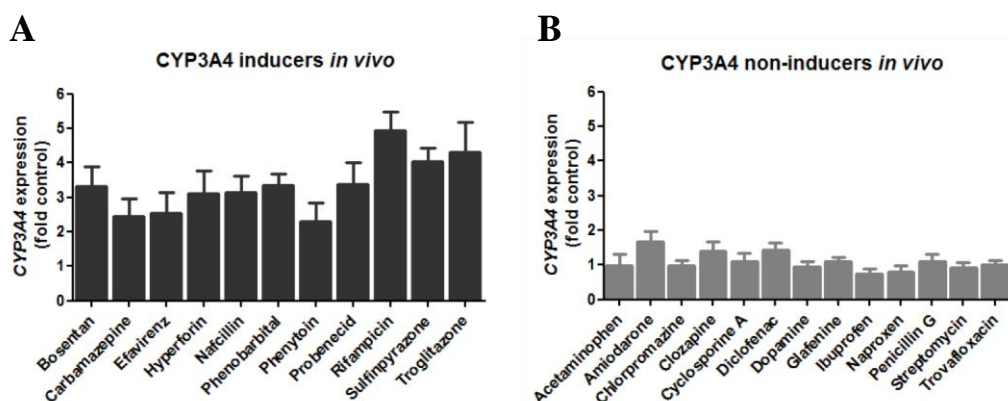 A
CYP3A4 inducers in vivo
CYP3A4 expression
(fold control)
6
5
4
3
2
1
0
Bosentan
Carbamazepine
Efavirenz
Hyperforin
Nafcillin
Phenobarbital
Phenytoin
Probenecid
Rifampicin
Sulfinpyrazone
Troglitazone
B
CYP3A4 non-inducers in vivo
CYP3A4 expression
(fold control)
6
5
4
3
2
1
0
Acetaminophen
Amiodarone
Chlorpromazine
Clozapine
Cyclosporine A
Diclofenac
Dopamine
Glafenine
Ibuprofen
Naproxen
Penicillin G
Streptomycin
Trovafloxacin